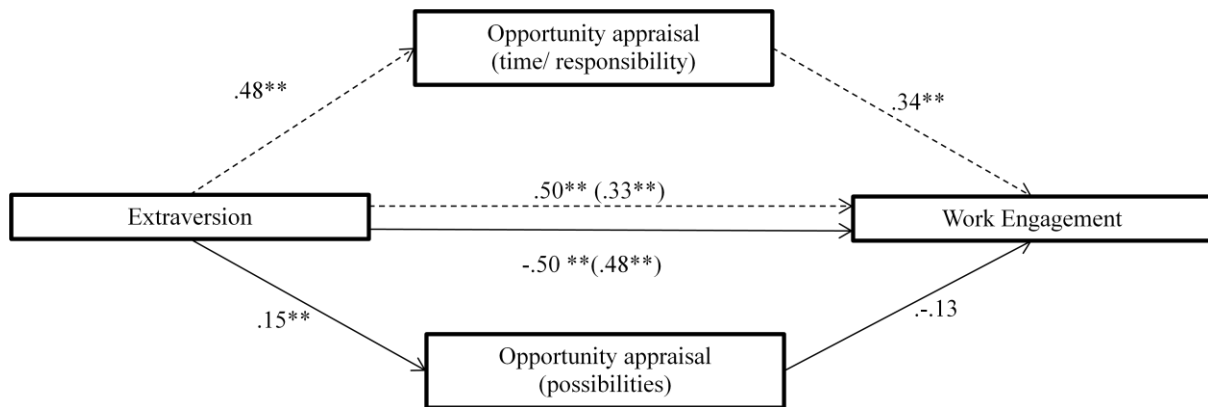 Opportunity appraisal
(time/ responsibility)
.48**
.34**
.50** (.33**)
Extraversion
Work Engagement
-.50 **(.48**)
.15**
.-.13
Opportunity appraisal
(possibilities)